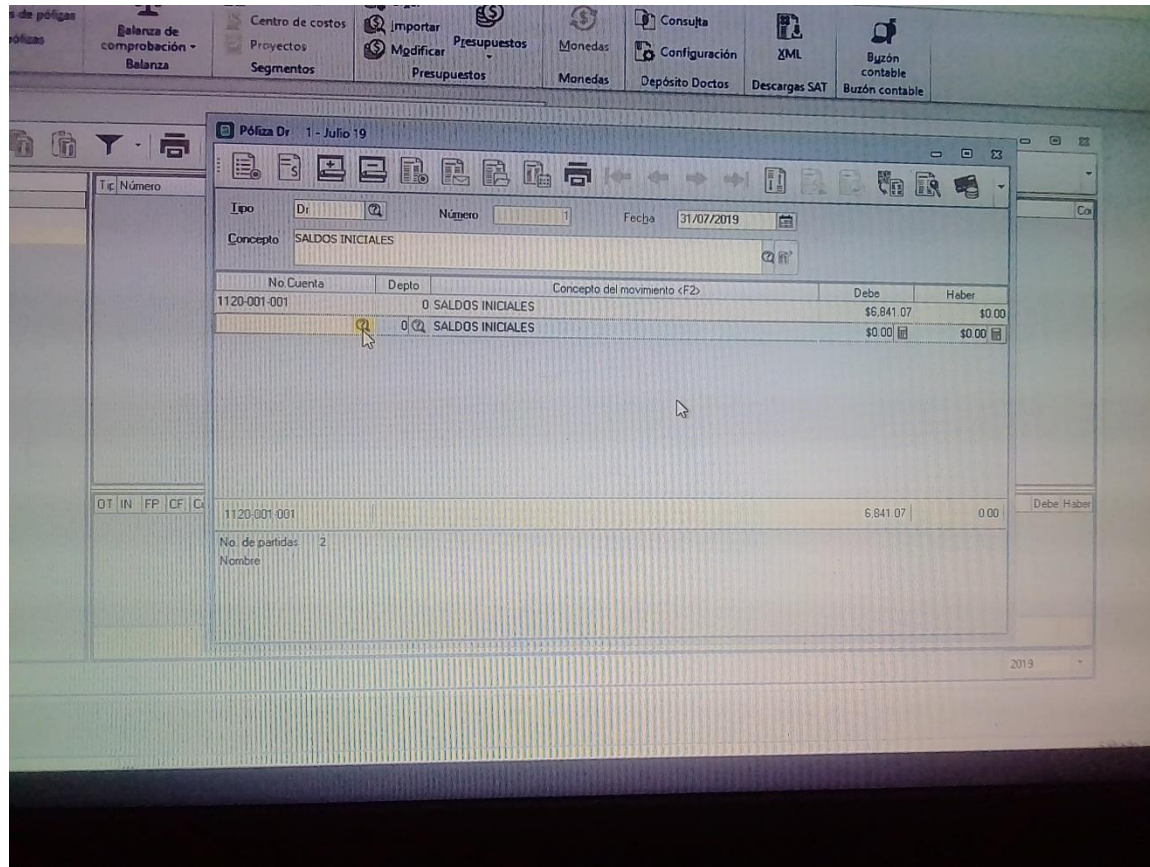 s de pólizas
Balanza de
comprobación
Balanza
Centro de costos
Proyectos
Segmentos
Importar
Modificar
Presupuestos
Presupuestos
Monedas
Monedas
Consulta
Configuración
Depósito Doctos
XML
Descargas SAT
Buzón
contable
Buzón contable
Póliza Dr 1 - Julio 19
Tip Número
Tipo Dr Número 1 Fecha 31/07/2019
Concepto SALDOS INICIALES
No.Cuenta Depto Concepto del movimiento <F2> Debe Haber
1120-001-001 0 SALDOS INICIALES $6,841.07 $0.00
0 SALDOS INICIALES $0.00 $0.00
OT IN FP CF
Debe Haber
1120-001-001 6,841.07 0.00
No. de partidas 2
Nombre
2019